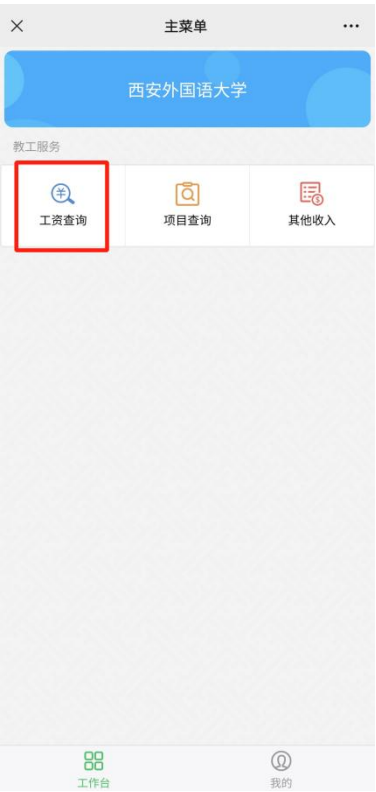 主菜单
西安外国语大学
教工服务
工资查询 项目查询 其他收入
工作台 我的